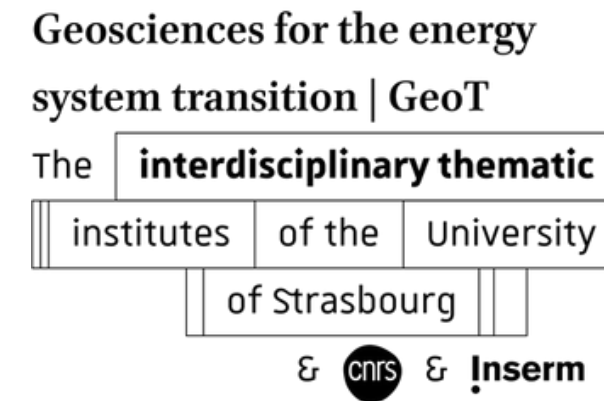 Geosciences for the energy
system transition | GeoT
The interdisciplinary thematic
institutes of the University
of Strasbourg
& cnrs & Inserm